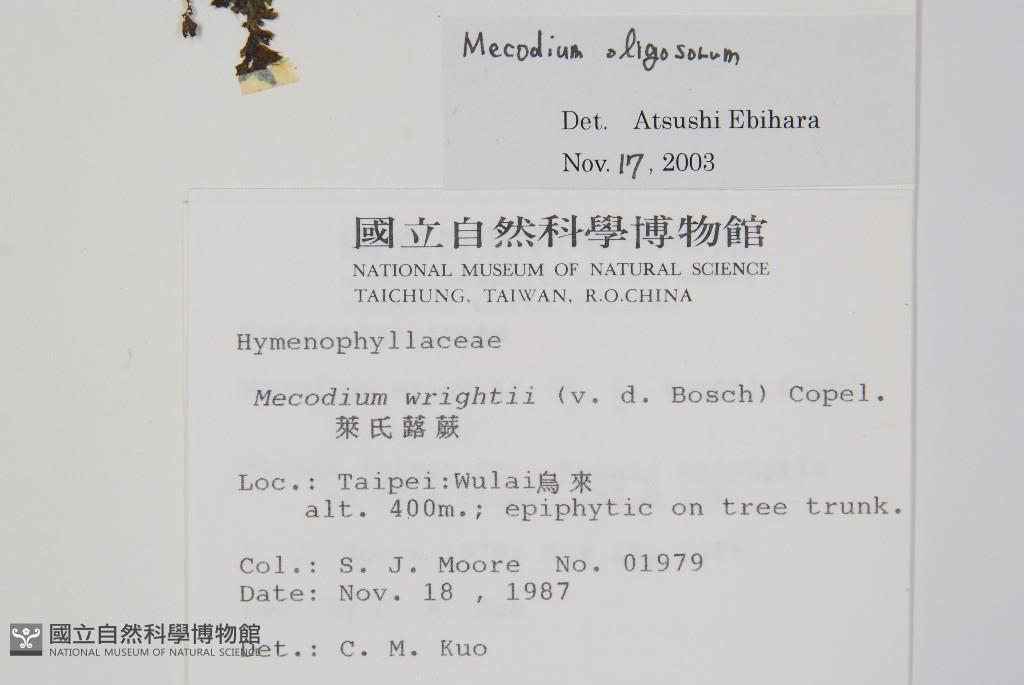 Mecodium oligosorum
Det. Atsushi Ebihara
Nov. 17, 2003
國立自然科學博物館
NATIONAL MUSEUM OF NATURAL SCIENCE
TAICHUNG, TAIWAN, R.O.CHINA
Hymenophyllaceae
Mecodium wrightii (v. d. Bosch) Copel.
萊氏蕗蕨
Loc.: Taipei:Wulai烏來
alt. 400m.; epiphytic on tree trunk.
Col.: S. J. Moore No. 01979
Date: Nov. 18 , 1987
Det.: C. M. Kuo
國立自然科學博物館
NATIONAL MUSEUM OF NATURAL SCIENCE